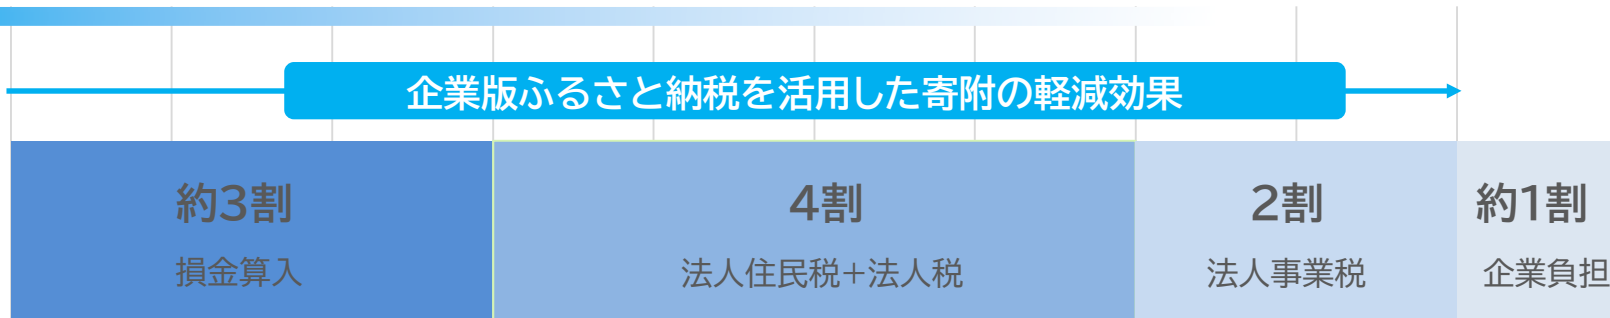 企業版ふるさと納税を活用した寄附の軽減効果
約3割
4割
2割
約1割
損金算入
法人住民税+法人税
法人事業税
企業負担